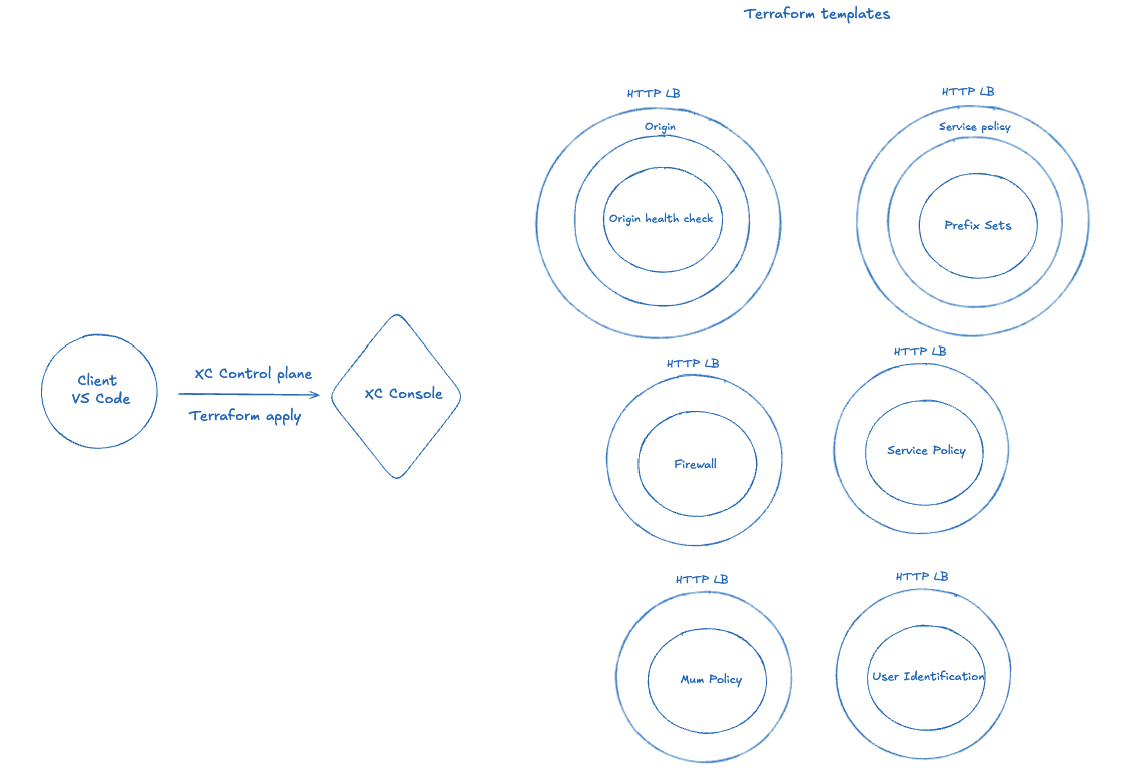 Terraform templates
HTTP LB
HTTP LB
Origin
Service policy
Origin health check
Prefix Sets
HTTP LB
HTTP LB
Client
VS Code
XC Control plane
Terraform apply
XC Console
Firewall
Service Policy
HTTP LB
HTTP LB
Mum Policy
User Identification